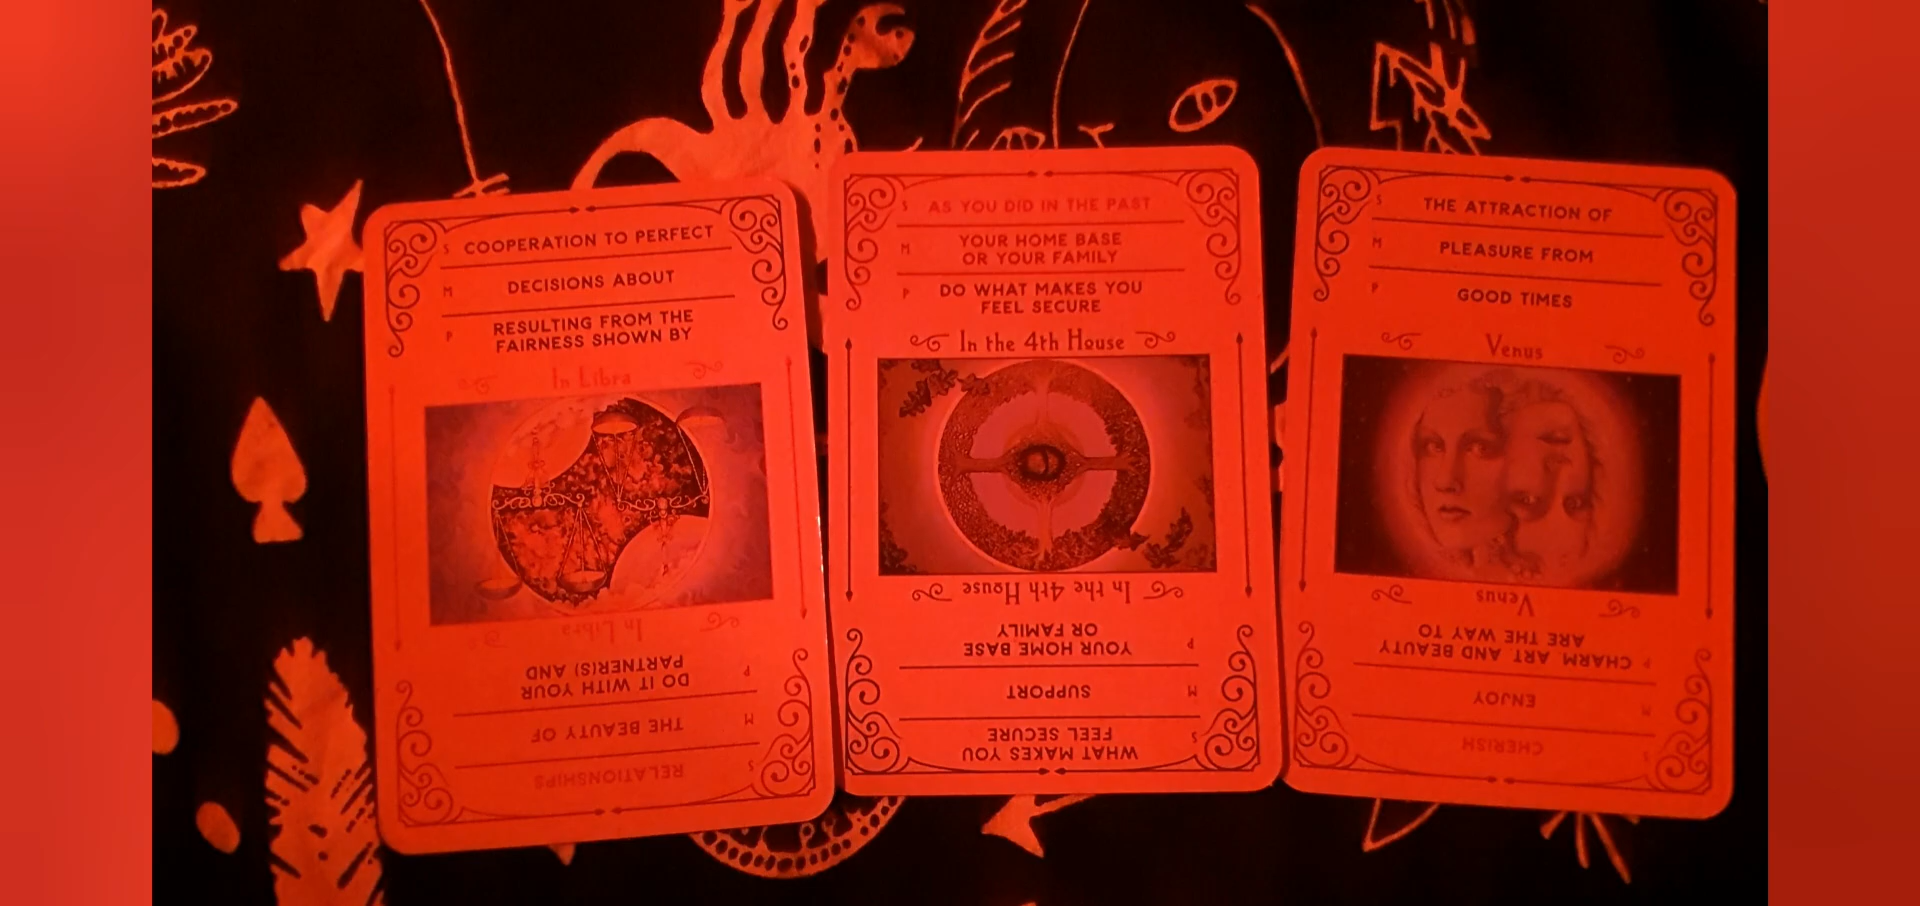 S COOPERATION TO PERFECT
M DECISIONS ABOUT
P RESULTING FROM THE
FAIRNESS SHOWN BY
In Libra
In Libra
P DO IT WITH YOUR
PARTNER(S) AND
M THE BEAUTY OF
S RELATIONSHIPS
S AS YOU DID IN THE PAST
M YOUR HOME BASE
OR YOUR FAMILY
P DO WHAT MAKES YOU
FEEL SECURE
In the 4th House
In the 4th House
P YOUR HOME BASE
OR FAMILY
M SUPPORT
S WHAT MAKES YOU
FEEL SECURE
S THE ATTRACTION OF
M PLEASURE FROM
P GOOD TIMES
Venus
Venus
P CHARM ART AND BEAUTY
ARE THE WAY TO
M ENJOY
S CHERISH